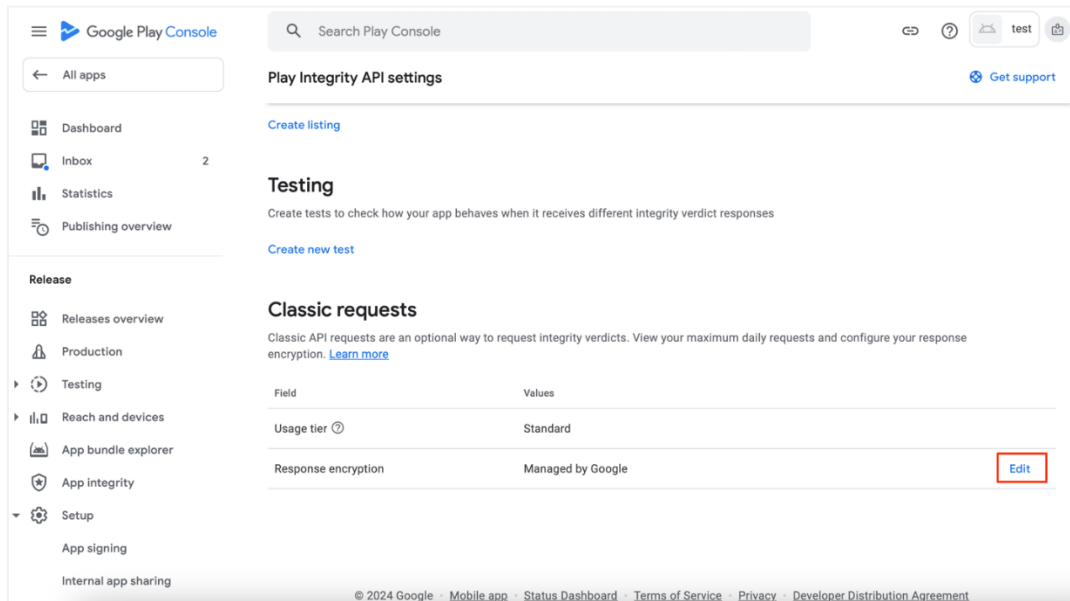 Google Play Console
Search Play Console
test
All apps
Play Integrity API settings
Get support
Create listing
Dashboard
Inbox 2
Statistics
Publishing overview
Release
Releases overview
Production
Testing
Reach and devices
App bundle explorer
App integrity
Setup
App signing
Internal app sharing
Testing
Create tests to check how your app behaves when it receives different integrity verdict responses
Create new test
Classic requests
Classic API requests are an optional way to request integrity verdicts. View your maximum daily requests and configure your response
encryption. Learn more
Field Values
Usage tier Standard
Response encryption Managed by Google Edit
© 2024 Google · Mobile app · Status Dashboard · Terms of Service · Privacy · Developer Distribution Agreement